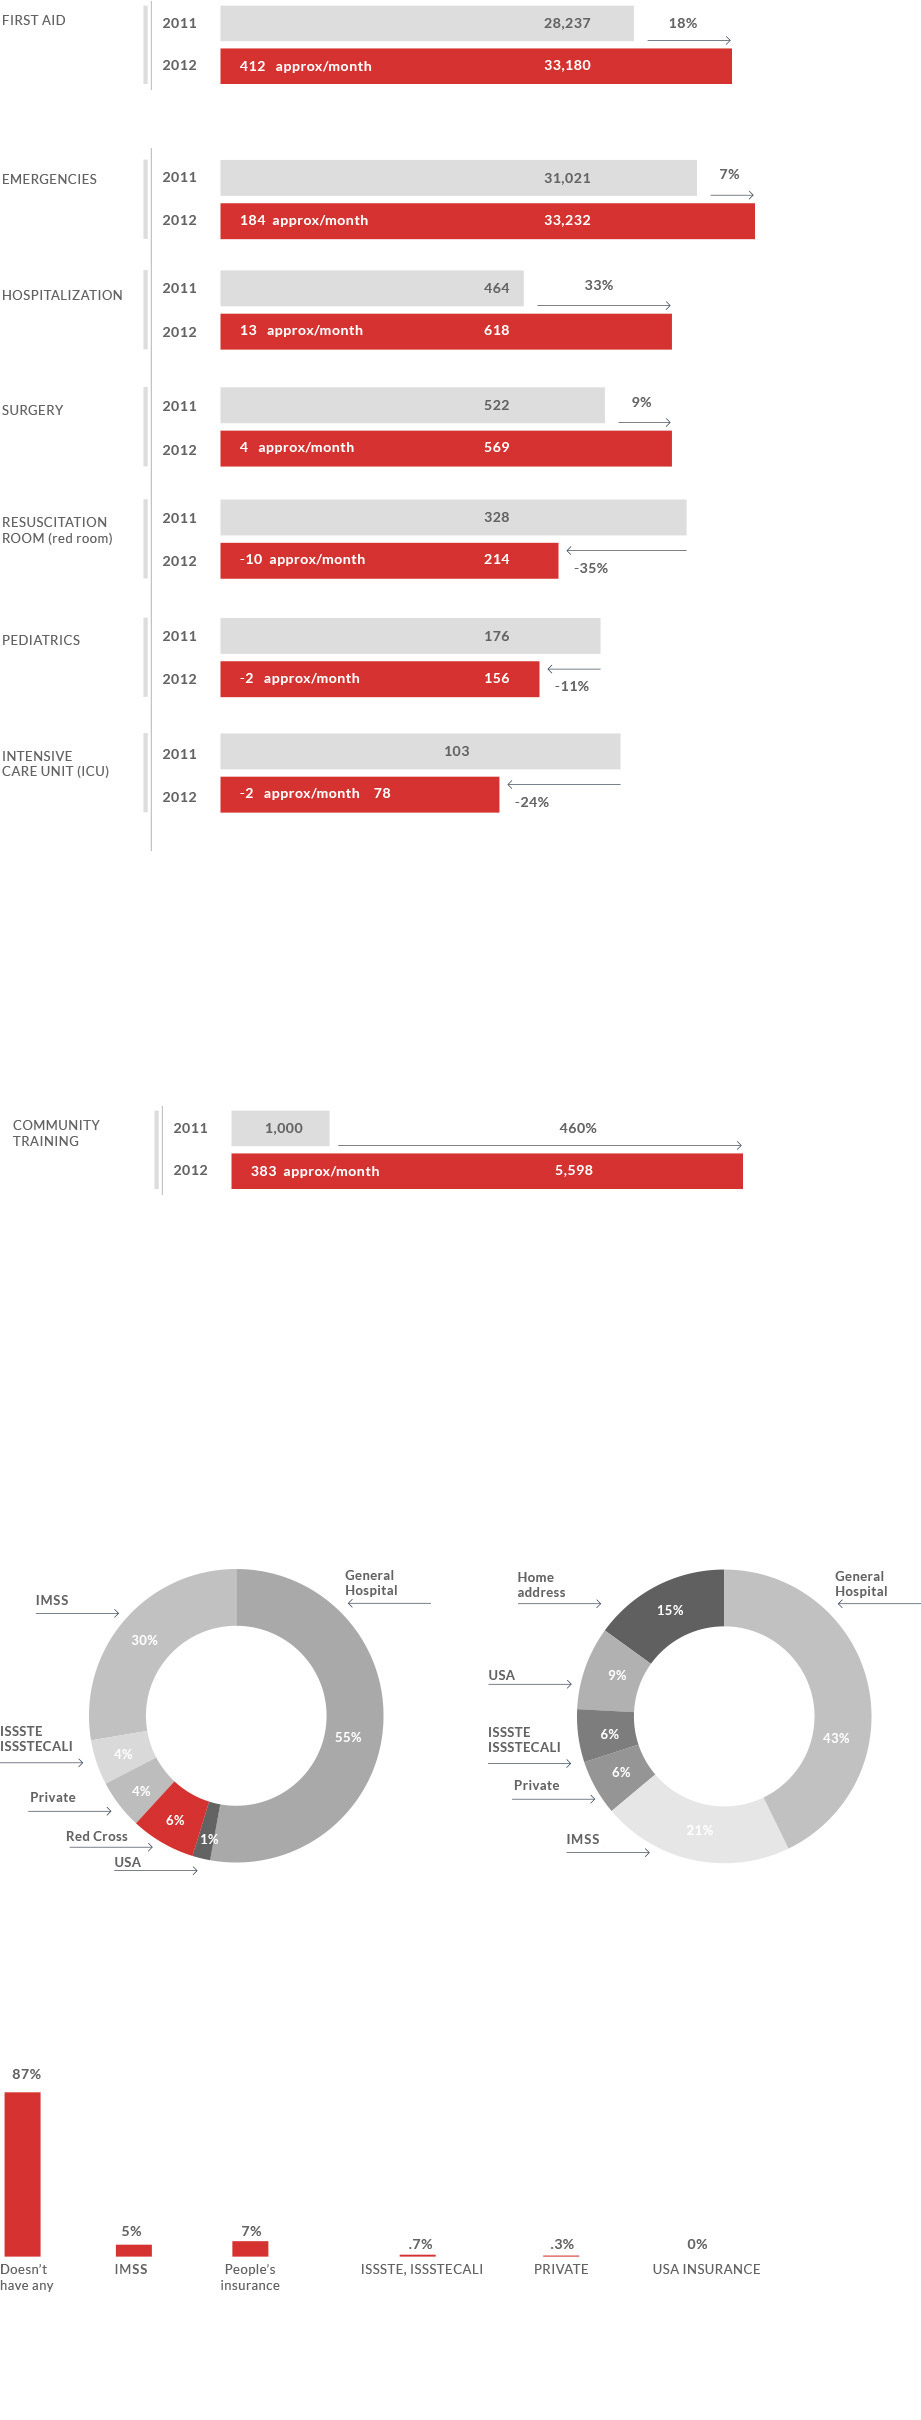 FIRST AID
2011
28,237
18%
2012
412 approx/month
33,180
EMERGENCIES
2011
31,021
7%
2012
184 approx/month
33,232
HOSPITALIZATION
2011
464
33%
2012
13 approx/month
618
SURGERY
2011
522
9%
2012
4 approx/month
569
RESUSCITATION
ROOM (red room)
2011
328
2012
-10 approx/month
214
-35%
PEDIATRICS
2011
176
2012
-2 approx/month
156
-11%
INTENSIVE
CARE UNIT (ICU)
2011
103
2012
-2 approx/month
78
-24%
COMMUNITY
TRAINING
2011
1,000
460%
2012
383 approx/month
5,598
General
Hospital
IMSS
30%
55%
ISSSTE
ISSSTECALI
4%
Private
4%
Red Cross
6%
USA
1%
Home
address
General
Hospital
15%
USA
9%
ISSSTE
ISSSTECALI
6%
43%
Private
6%
IMSS
21%
87%
Doesn't
have any
5%
IMSS
7%
People's
insurance
.7%
ISSSTE, ISSSTECALI
.3%
PRIVATE
0%
USA INSURANCE